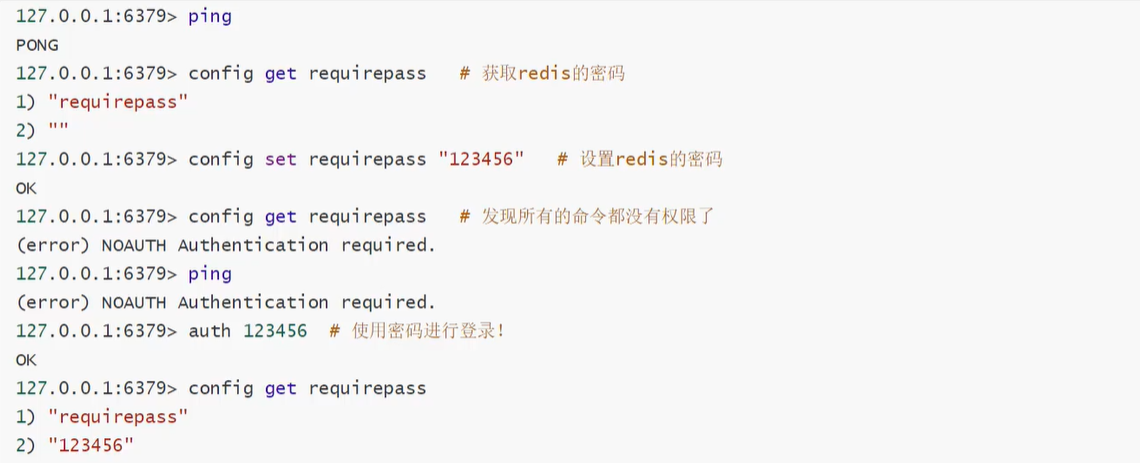 127.0.0.1:6379> ping
PONG
127.0.0.1:6379> config get requirepass   # 获取redis的密码
1) "requirepass"
2) ""
127.0.0.1:6379> config set requirepass "123456"   # 设置redis的密码
OK
127.0.0.1:6379> config get requirepass   # 发现所有的命令都没有权限了
(error) NOAUTH Authentication required.
127.0.0.1:6379> ping
(error) NOAUTH Authentication required.
127.0.0.1:6379> auth 123456  # 使用密码进行登录！
OK
127.0.0.1:6379> config get requirepass
1) "requirepass"
2) "123456"